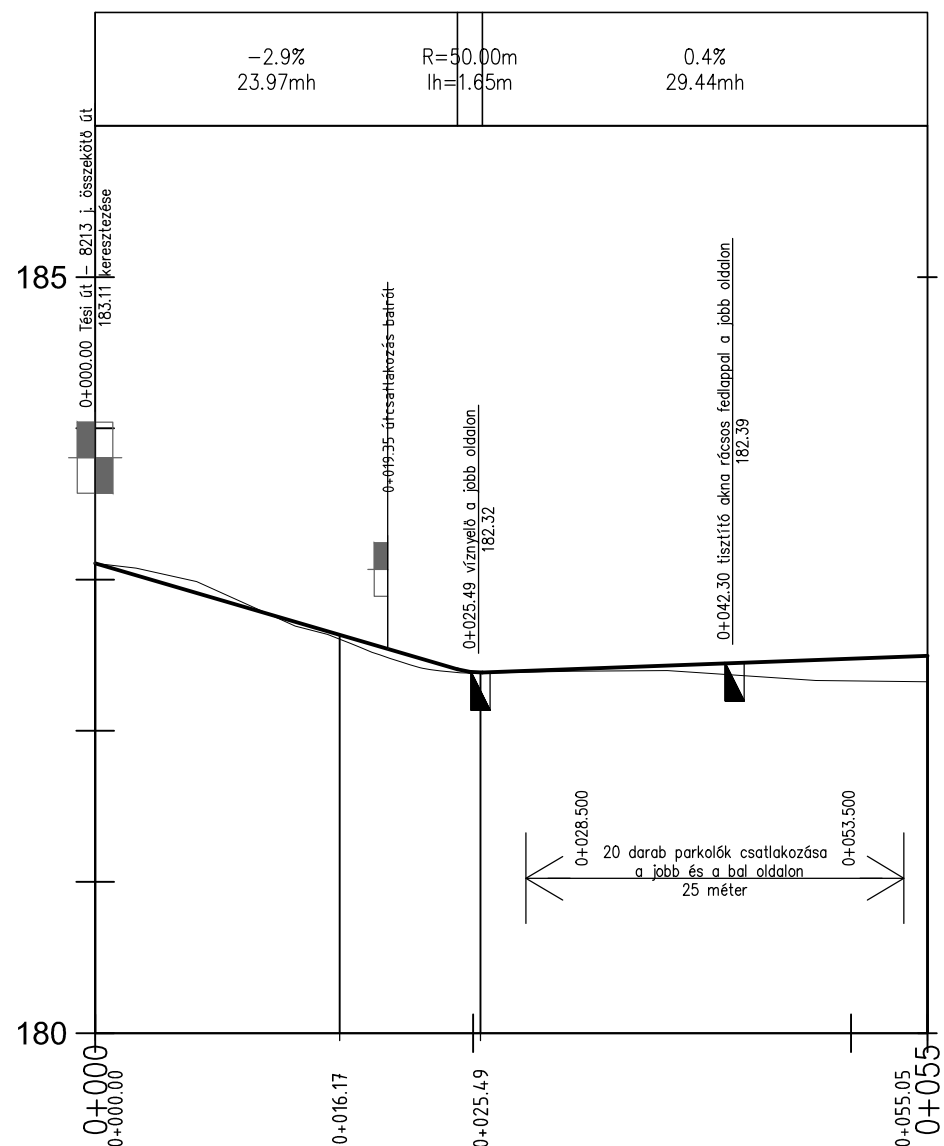 -2.9%
23.97mh
R=50.00m
lh=1.65m
0.4%
29.44mh
0+000.00 Tési út - 8213 j. összekötő út
183.11 keresztezése
185
0+019.35 útcsatlakozás balról
0+025.49 víznyelő a jobb oldalon
182.32
0+042.30 tisztító akna rácsos fedlappal a jobb oldalon
182.39
0+028.500
0+053.500
20 darab parkolók csatlakozása
a jobb és a bal oldalon
25 méter
180
0+000
0+000.00
0+016.17
0+025.49
0+055.05
0+055